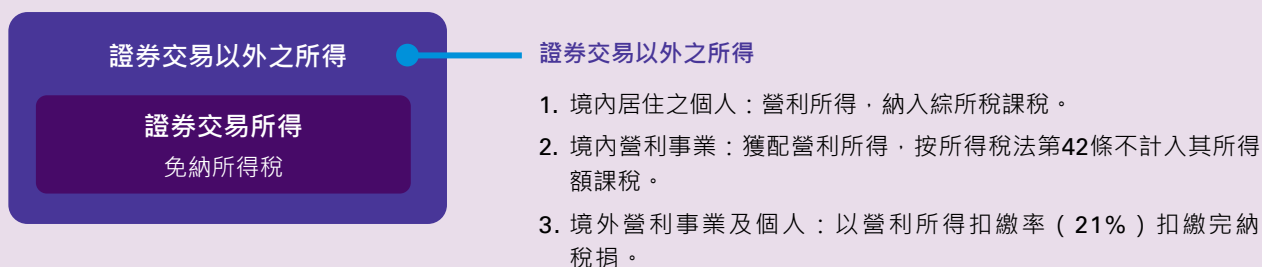 證券交易以外之所得
證券交易所得
免納所得稅
證券交易以外之所得
1. 境內居住之個人：營利所得，納入綜所稅課稅。
2. 境內營利事業：獲配營利所得，按所得稅法第42條不計入其所得
額課稅。
3. 境外營利事業及個人：以營利所得扣繳率（21%）扣繳完納
稅捐。